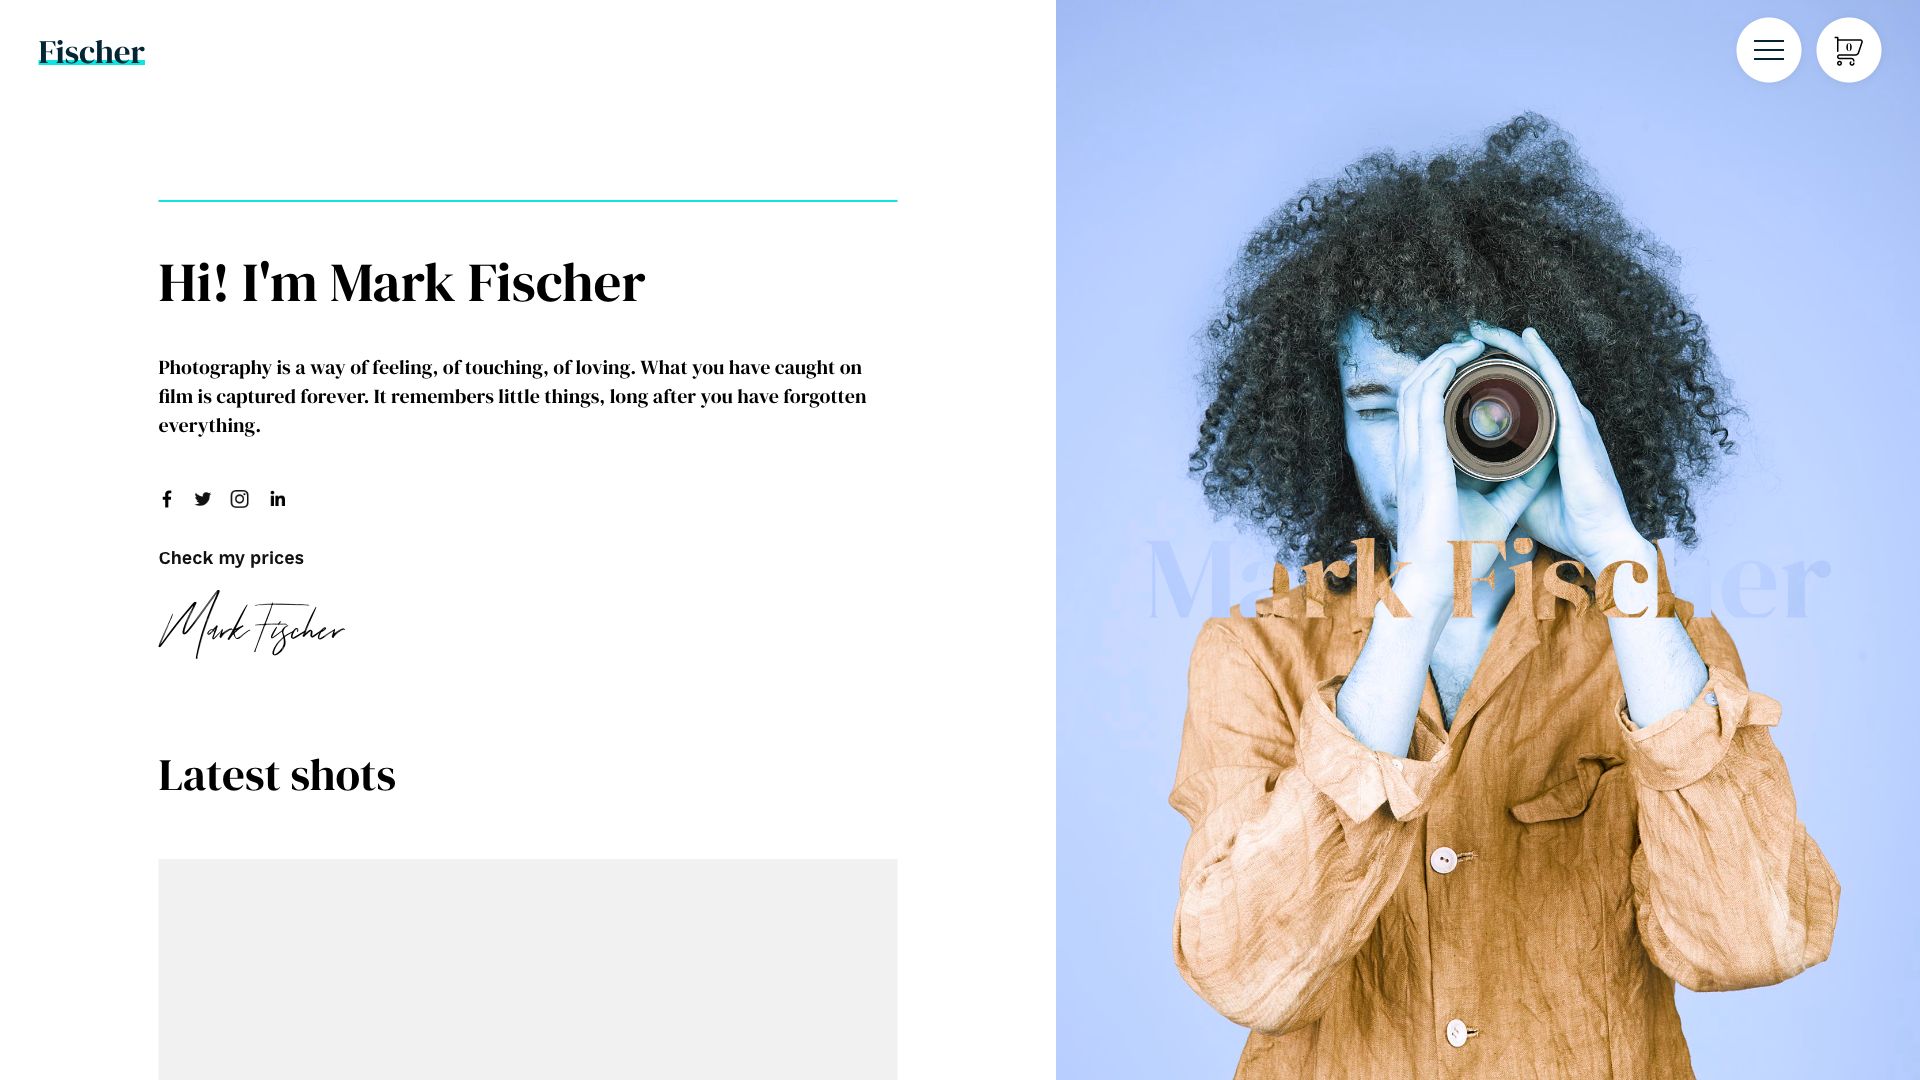 Fischer
0
Hi! I'm Mark Fischer
Photography is a way of feeling, of touching, of loving. What you have caught on
film is captured forever. It remembers little things, long after you have forgotten
everything.
Check my prices
Mark Fischer
Latest shots
Mark Fischer